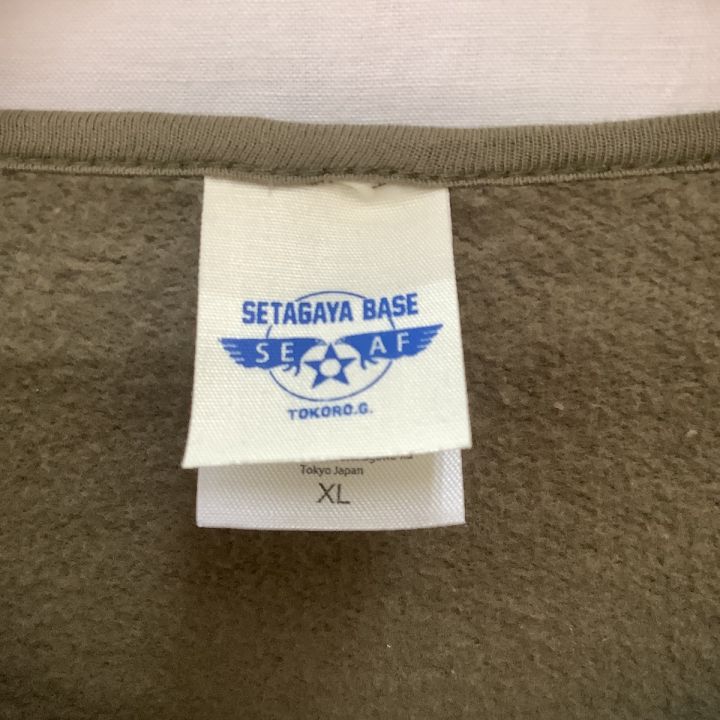 SETAGAYA BASE
SE AF
TOKORO.G.
Tokyo Japan
XL